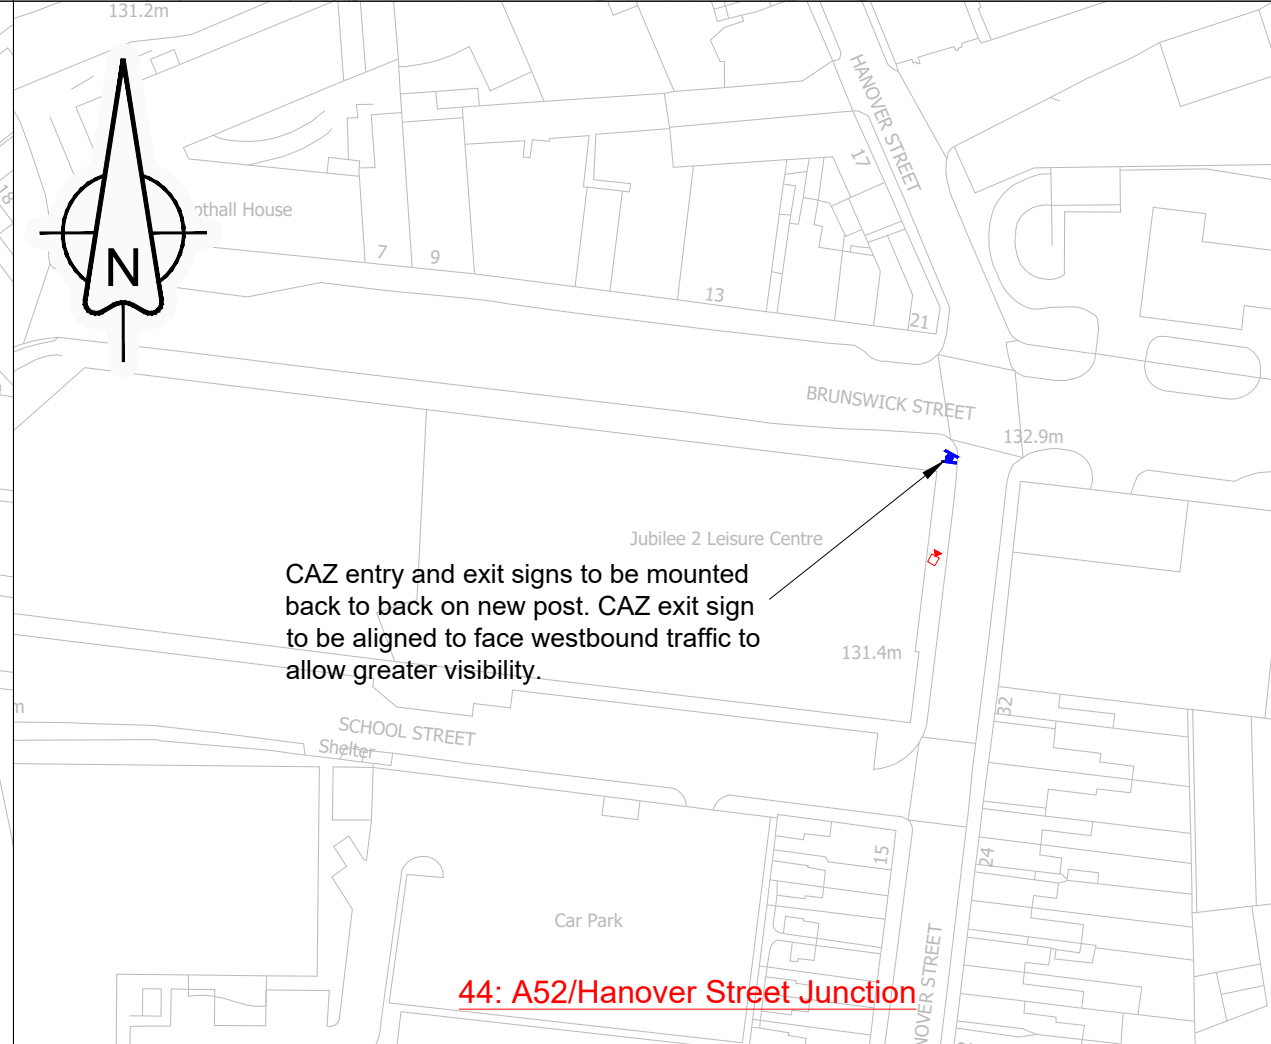 131.2m
HANOVER STREET
17
18
othall House
N
7
9
13
21
BRUNSWICK STREET
132.9m
Jubilee 2 Leisure Centre
CAZ entry and exit signs to be mounted
back to back on new post. CAZ exit sign
to be aligned to face westbound traffic to
allow greater visibility.
131.4m
m
32
SCHOOL STREET
Shelter
15
24
Car Park
NOVER STREET
44: A52/Hanover Street Junction